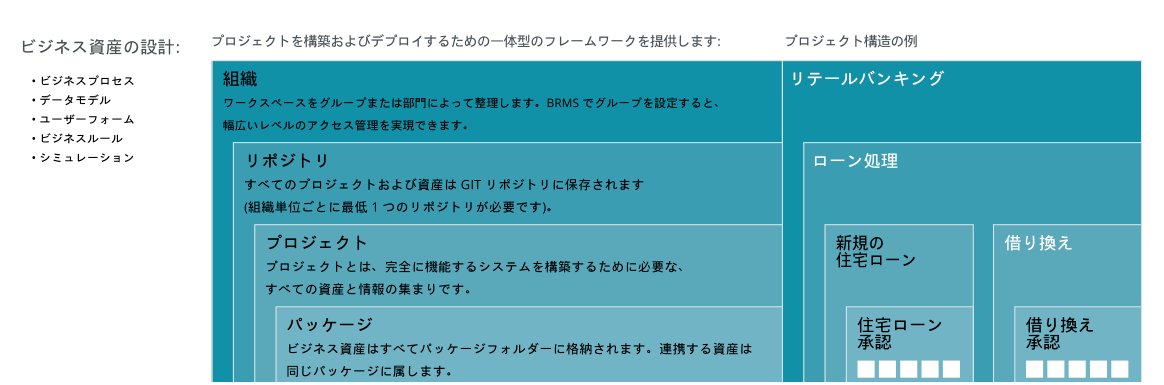 ビジネス資産の設計:
・ビジネスプロセス
・データモデル
・ユーザーフォーム
・ビジネスルール
・シミュレーション
プロジェクトを構築およびデプロイするための一体型のフレームワークを提供します:
組織
ワークスペースをグループまたは部門によって整理します。BRMS でグループを設定すると、
幅広いレベルのアクセス管理を実現できます。
リポジトリ
すべてのプロジェクトおよび資産は GIT リポジトリに保存されます
(組織単位ごとに最低 1 つのリポジトリが必要です)。
プロジェクト
プロジェクトとは、完全に機能するシステムを構築するために必要な、
すべての資産と情報の集まりです。
パッケージ
ビジネス資産はすべてパッケージフォルダーに格納されます。連携する資産は
同じパッケージに属します。
プロジェクト構造の例
リテールバンキング
ローン処理
新規の
住宅ローン
住宅ローン
承認
借り換え
借り換え
承認